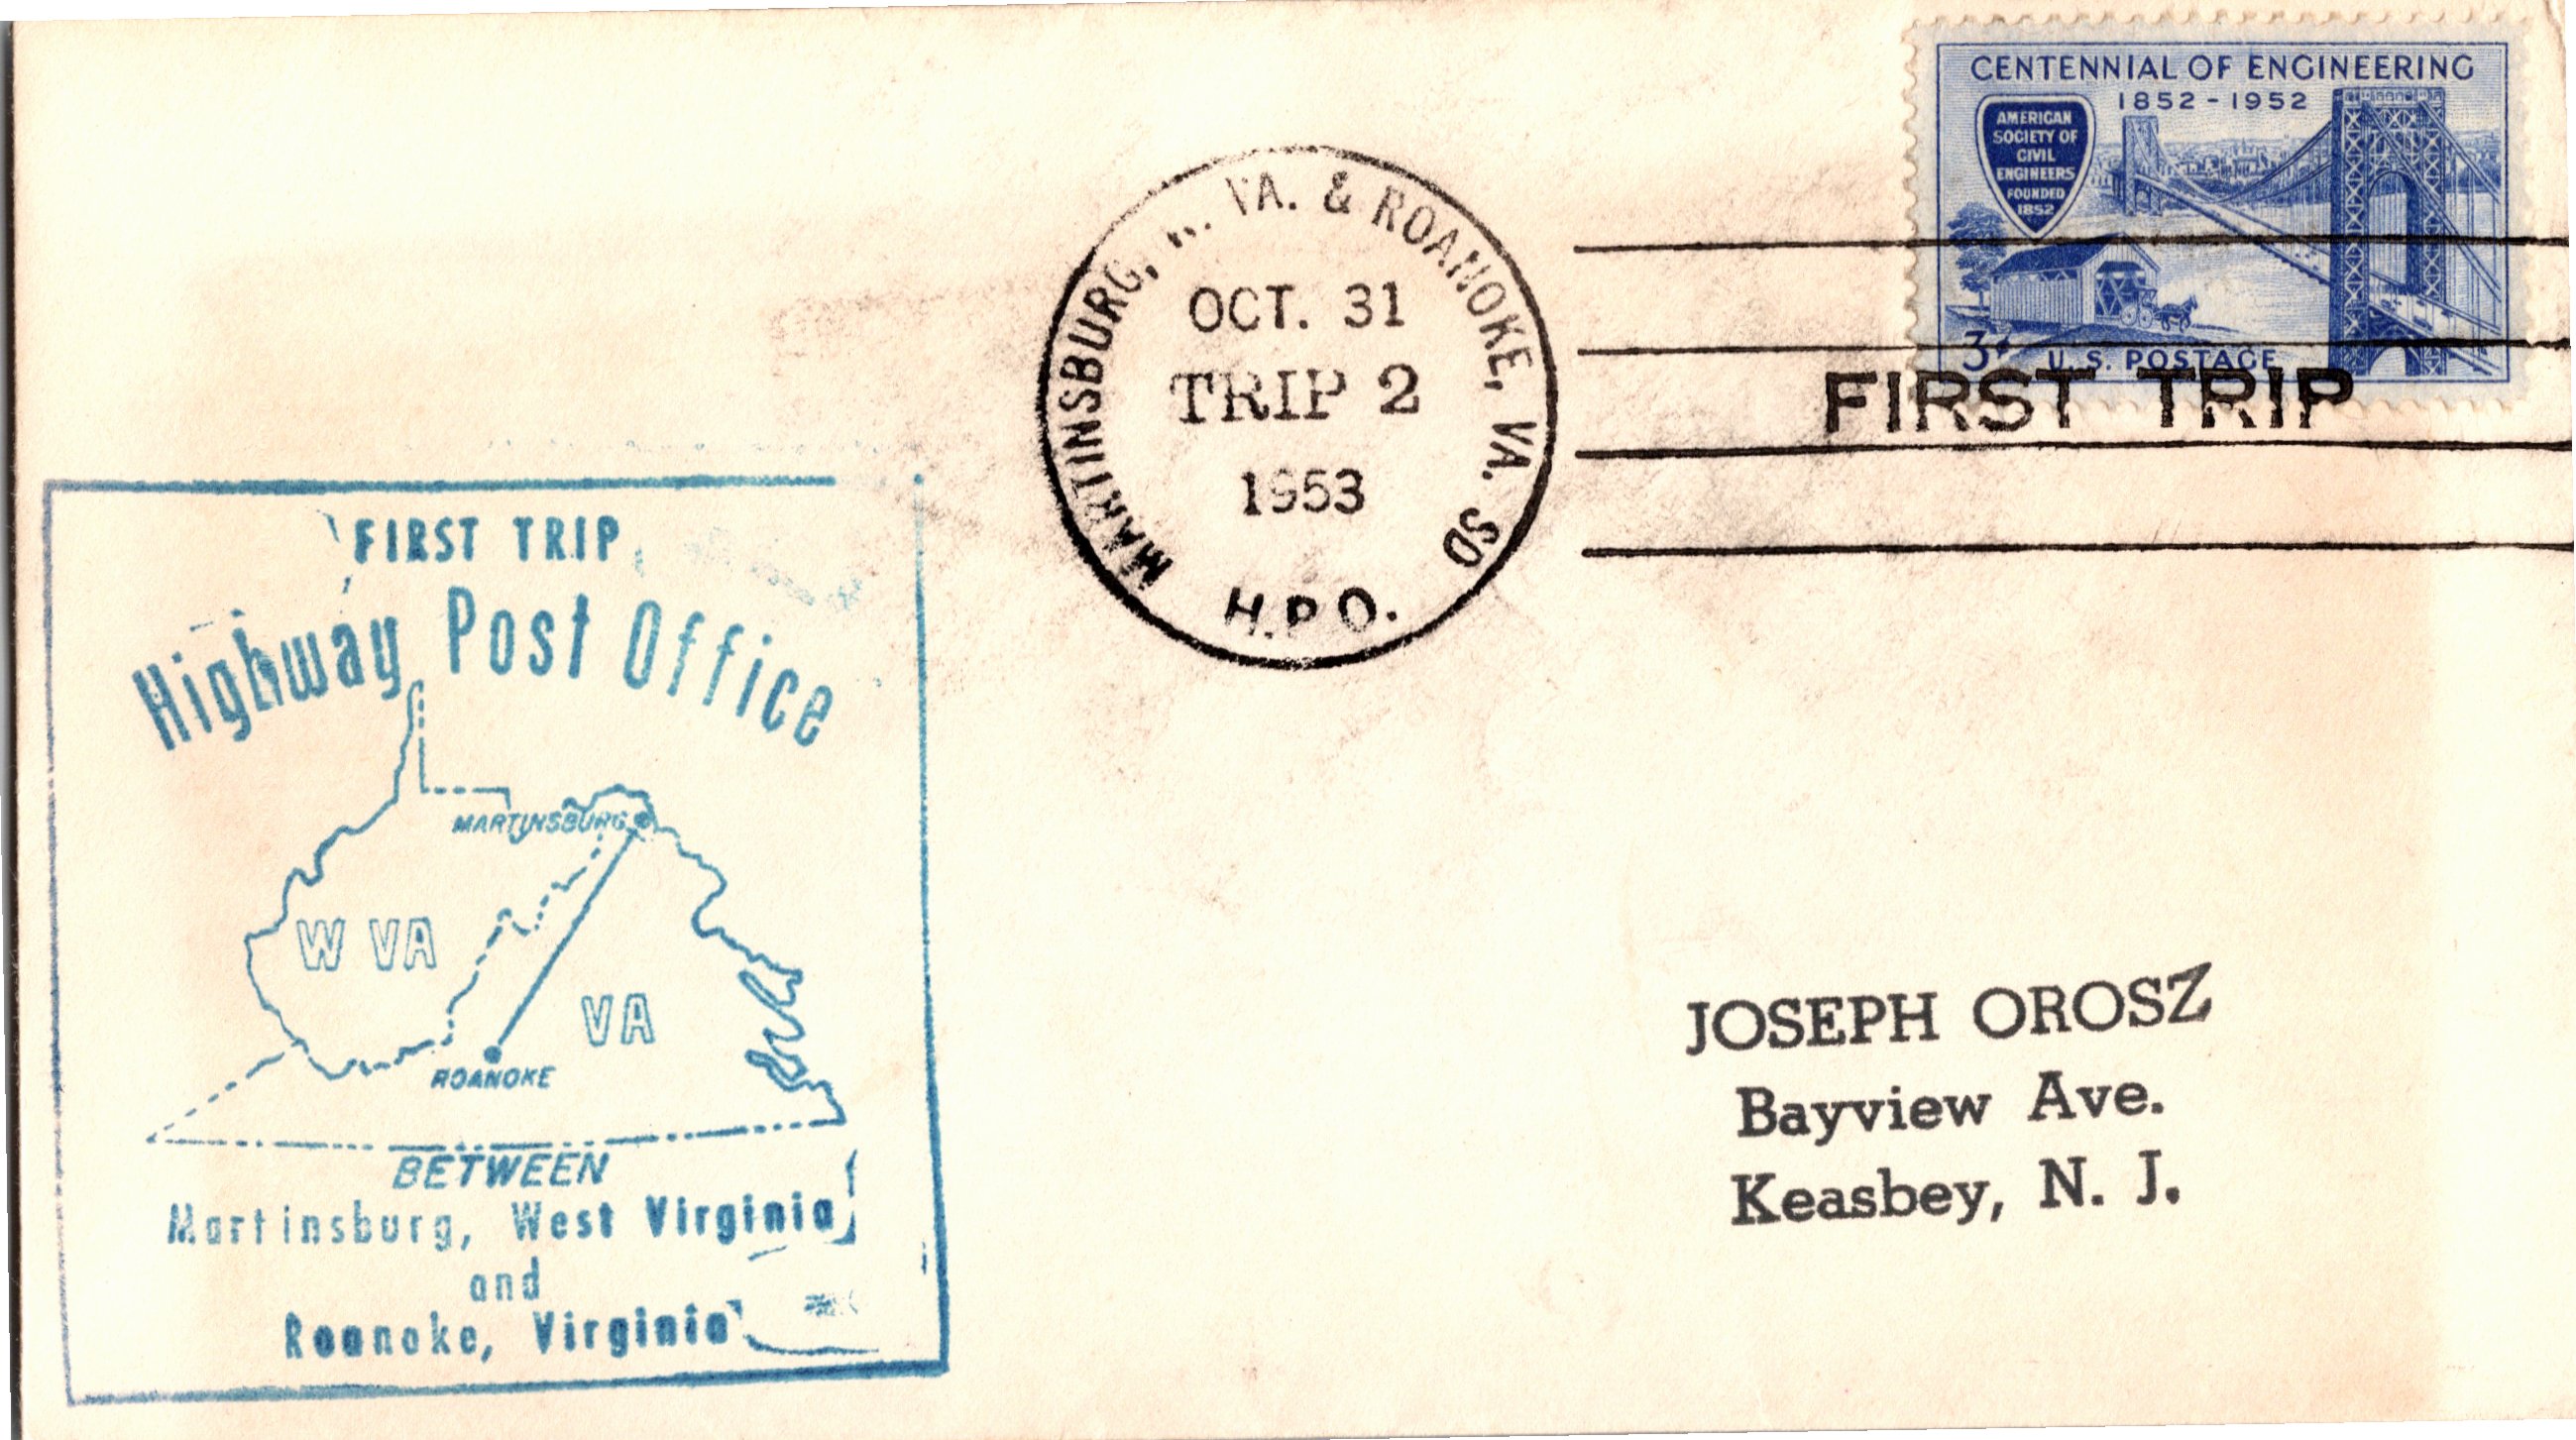 CENTENNIAL OF ENGINEERING
1852 - 1952
AMERICAN
SOCIETY OF
CIVIL
ENGINEERS
FOUNDED
1852
3¢ U.S. POSTAGE
MARTINSBURG, W. VA. & ROANOKE, VA. SD
OCT. 31
TRIP 2
1953
H.P.O.
FIRST TRIP
FIRST TRIP
Highway Post Office
MARTINSBURG
W VA
VA
ROANOKE
BETWEEN
Martinsburg, West Virginia
and
Roanoke, Virginia
JOSEPH OROSZ
Bayview Ave.
Keasbey, N. J.